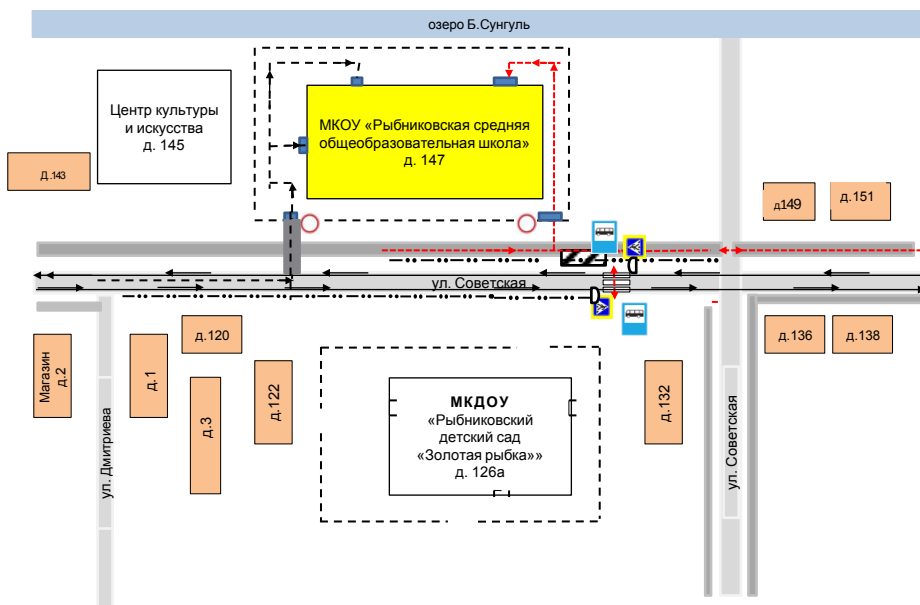 озеро Б.Сунгуль
Центр культуры
и искусства
д. 145
МКОУ «Рыбниковская средняя
общеобразовательная школа»
д. 147
Д.143
д149
д.151
ул. Советская
д.120
д.136
д.138
Магазин
д.2
д.1
д.3
д.122
МКДОУ
«Рыбниковский
детский сад
«Золотая рыбка»»
д. 126а
д.132
ул. Дмитриева
ул. Советская